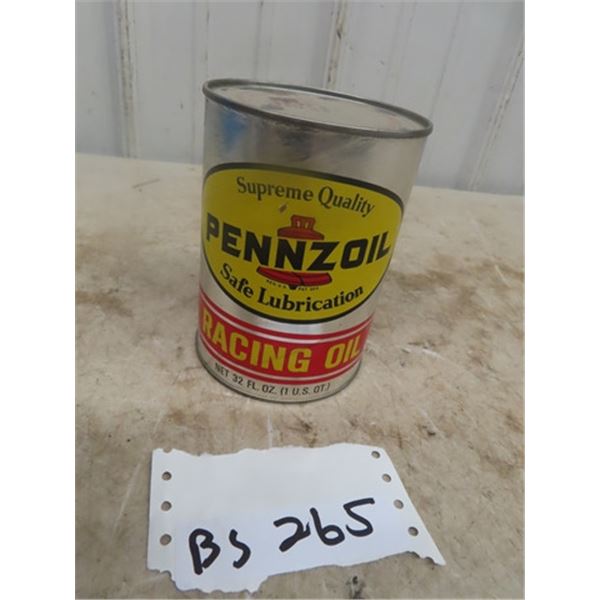 Supreme Quality
PENNZOIL
Safe Lubrication
RACING OIL
NET 32 FL. OZ. (1 U.S. QT.)
BS 265